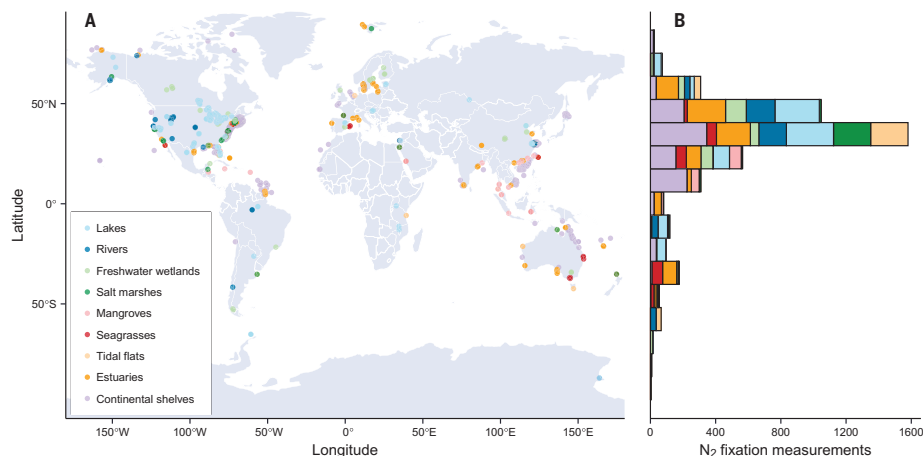 A
B
50°N
0°
50°S
Latitude
Lakes
Rivers
Freshwater wetlands
Salt marshes
Mangroves
Seagrasses
Tidal flats
Estuaries
Continental shelves
150°W 100°W 50°W 0° 50°E 100°E 150°E
Longitude
0 400 800 1200 1600
N₂ fixation measurements